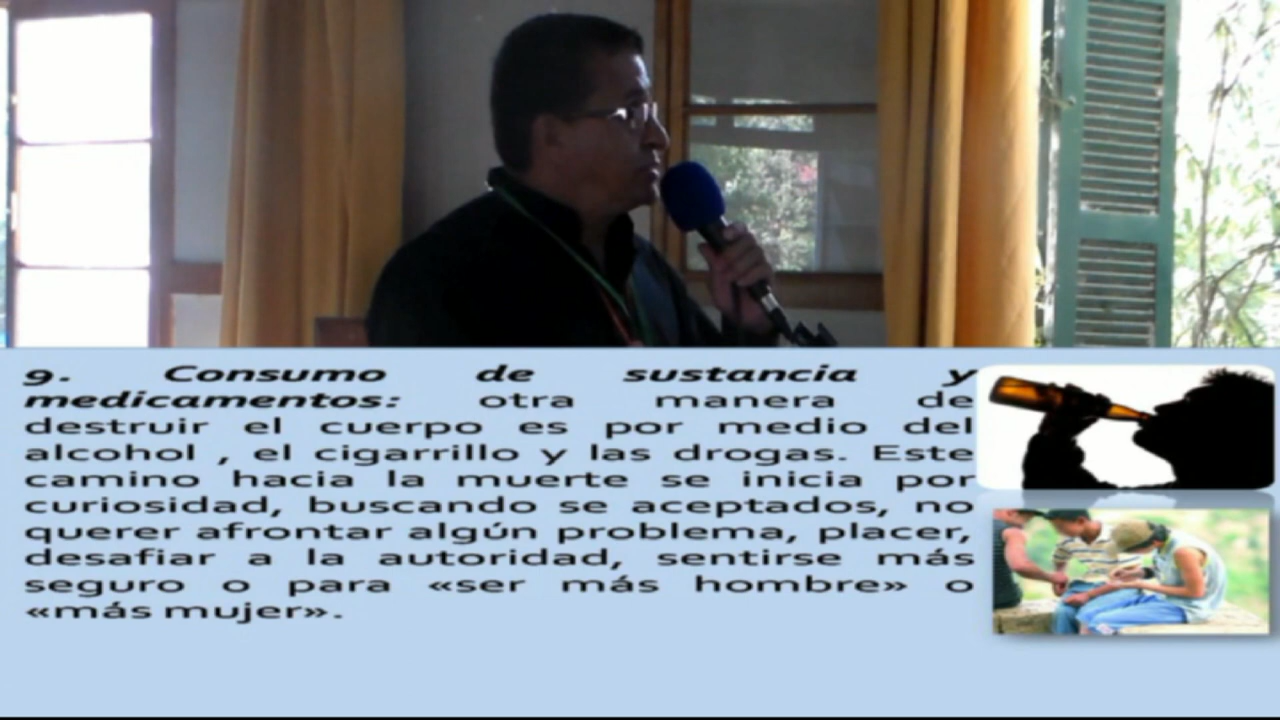 9. Consumo de sustancia y
medicamentos: otra manera de
destruir el cuerpo es por medio del
alcohol , el cigarrillo y las drogas. Este
camino hacia la muerte se inicia por
curiosidad, buscando se aceptados, no
querer afrontar algún problema, placer,
desafiar a la autoridad, sentirse más
seguro o para «ser más hombre» o
«más mujer».